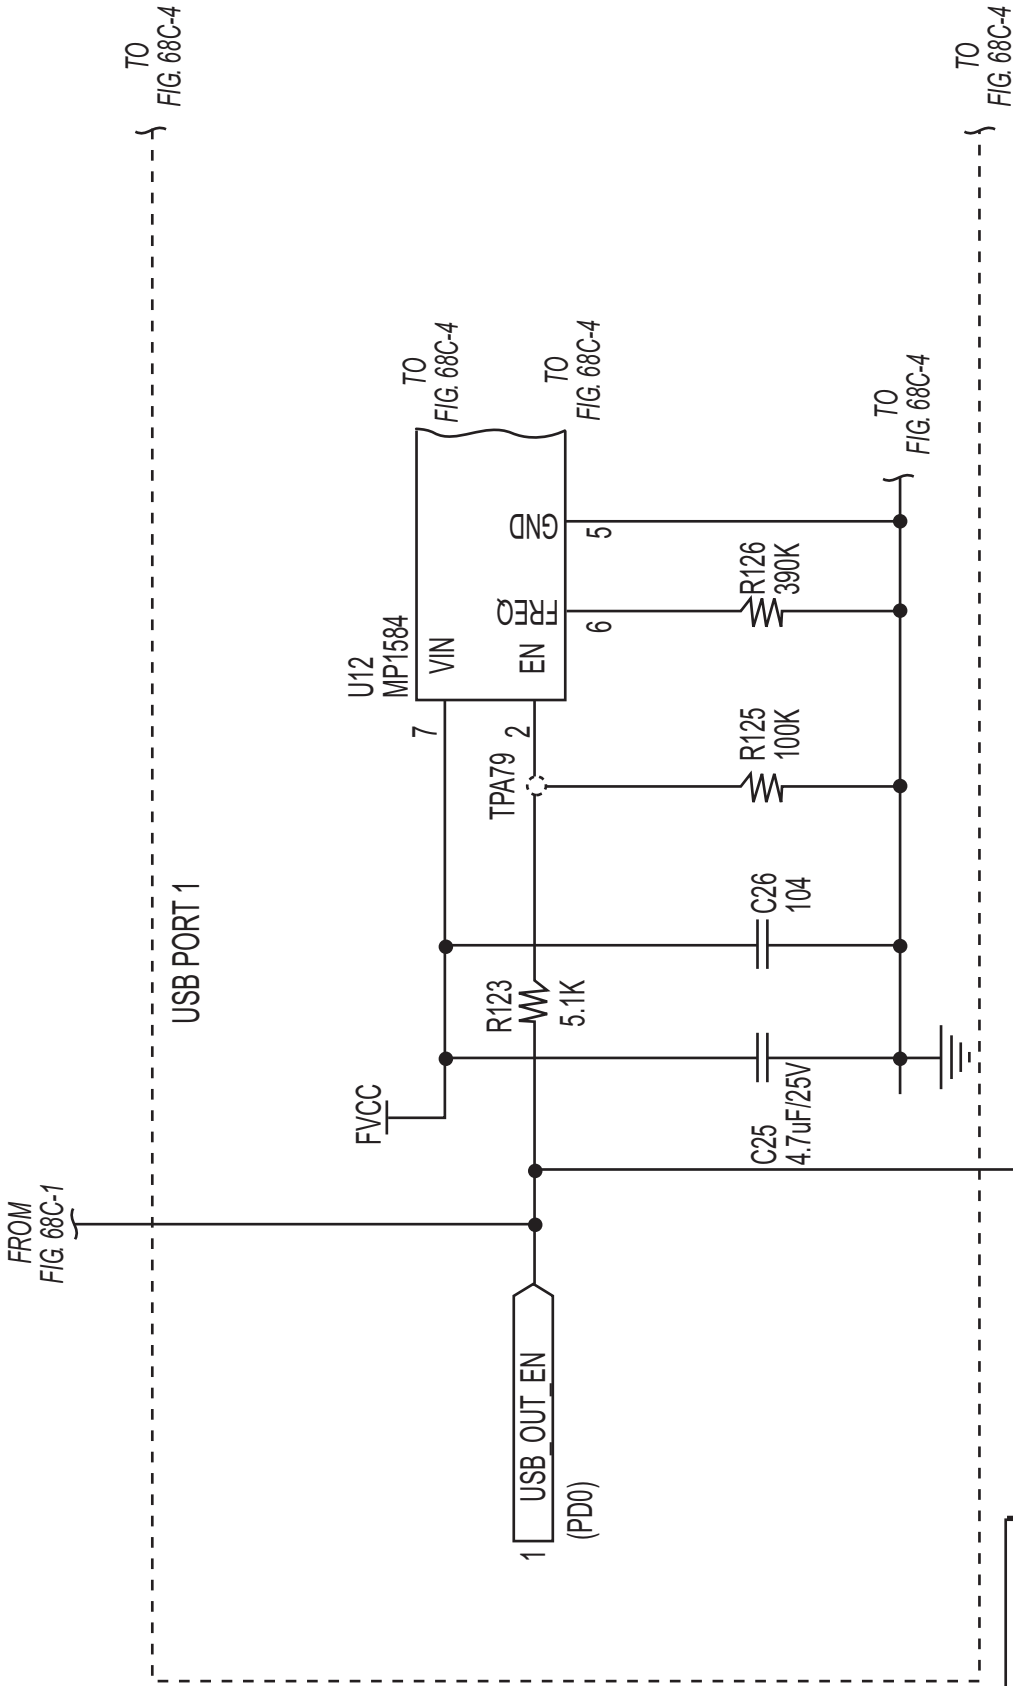 FROM
FIG. 68C-1
TO
FIG. 68C-4
USB PORT 1
FVCC
U12
MP1584
TO
FIG. 68C-4
7
VIN
TO
FIG. 68C-4
R123
5.1K
TPA79
2
EN
FREQ
GND
6
5
1
USB_OUT_EN
(PD0)
C25
4.7uF/25V
C26
104
R125
100K
R126
390K
TO
FIG. 68C-4
TO
FIG. 68C-4